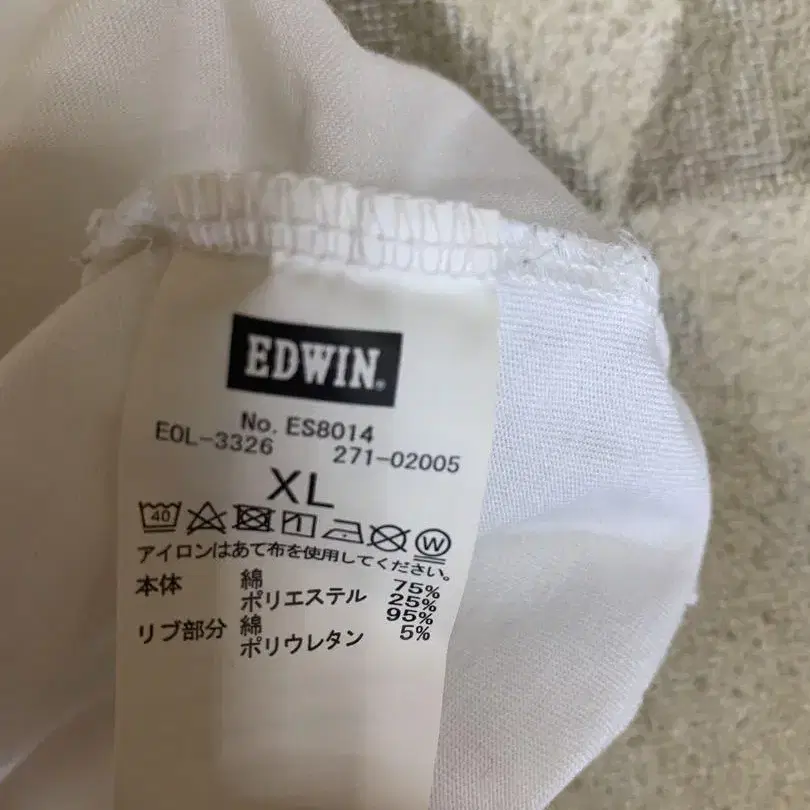 EDWIN®
No. ES8014
EOL-3326 271-02005
XL
40 1 W
アイロンはあて布を使用してください。
本体 綿 75%
ポリエステル 25%
リブ部分 綿 95%
ポリウレタン 5%